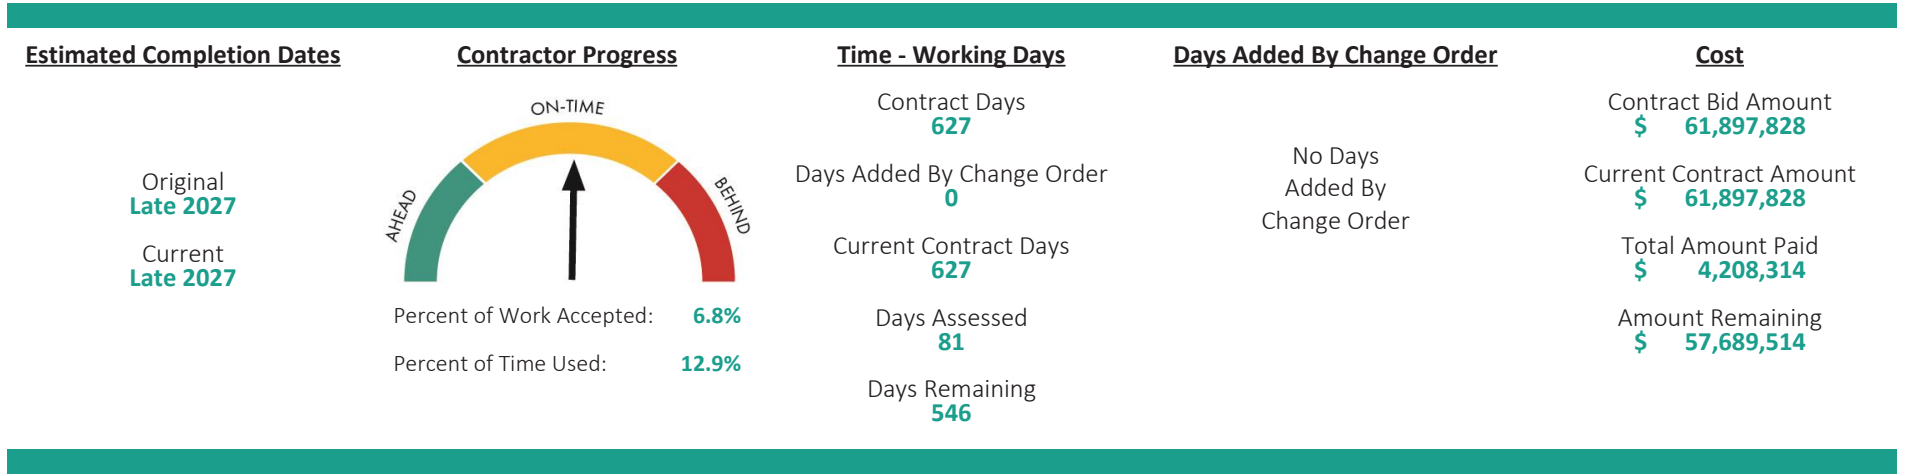 Estimated Completion Dates
Original
Late 2027
Current
Late 2027
Contractor Progress
ON-TIME
AHEAD
BEHIND
Percent of Work Accepted: 6.8%
Percent of Time Used: 12.9%
Time - Working Days
Contract Days
627
Days Added By Change Order
0
Current Contract Days
627
Days Assessed
81
Days Remaining
546
Days Added By Change Order
No Days
Added By
Change Order
Cost
Contract Bid Amount
$ 61,897,828
Current Contract Amount
$ 61,897,828
Total Amount Paid
$ 4,208,314
Amount Remaining
$ 57,689,514